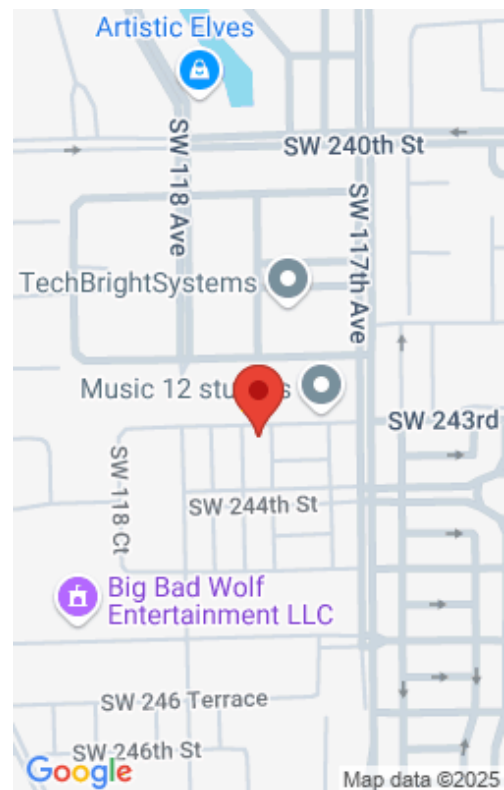 Artistic Elves
SW 118 Ave
SW 240th St
SW 117th Ave
TechBrightSystems
Music 12
SW 243rd
SW 118 Ct
SW 244th St
Big Bad Wolf
Entertainment LLC
SW 246 Terrace
SW 246th St
Google
Map data ©2025